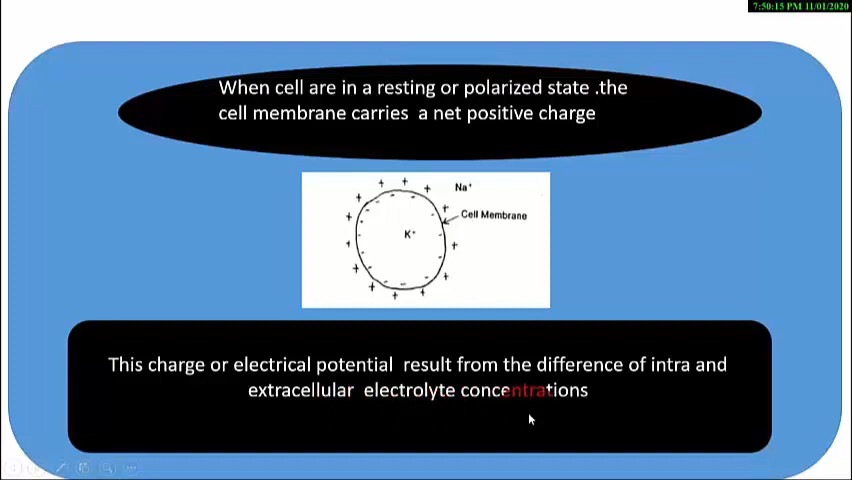 7:50:15 PM 11/01/2020
When cell are in a resting or polarized state .the
cell membrane carries a net positive charge
Na⁺
Cell Membrane
K⁺
This charge or electrical potential result from the difference of intra and
extracellular electrolyte concentrations